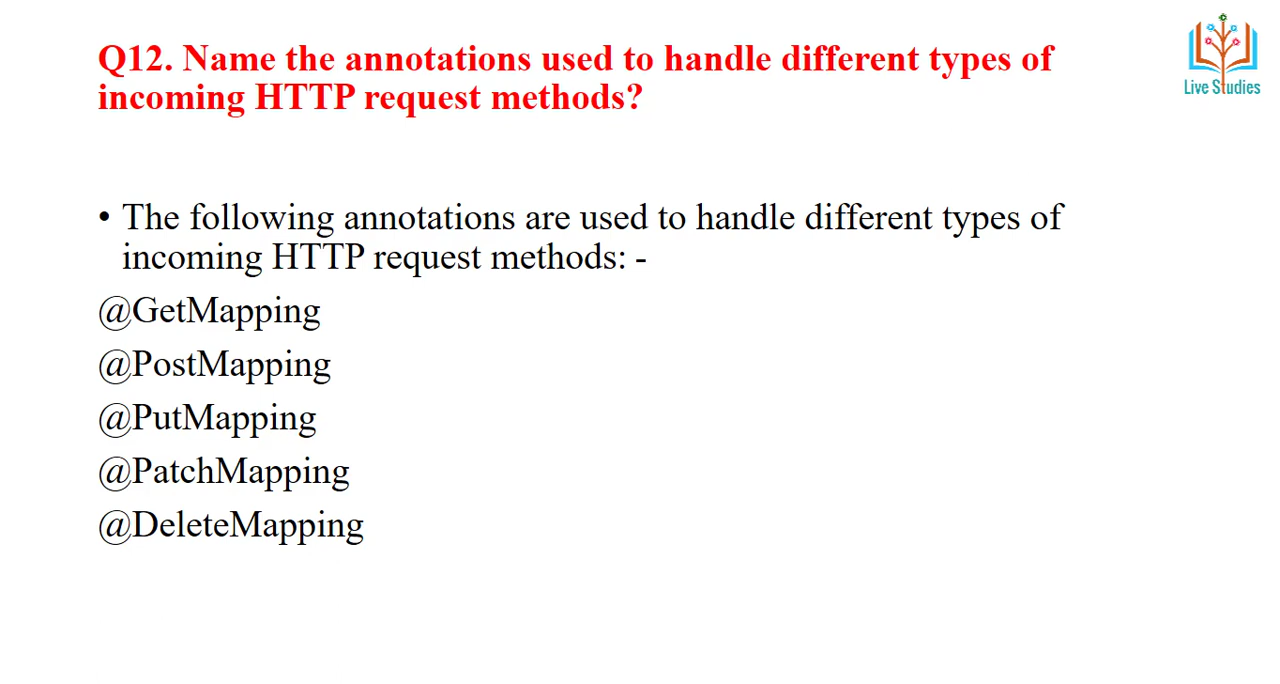 Q12. Name the annotations used to handle different types of
incoming HTTP request methods?
Live Studies
• The following annotations are used to handle different types of
incoming HTTP request methods: -
@GetMapping
@PostMapping
@PutMapping
@PatchMapping
@DeleteMapping